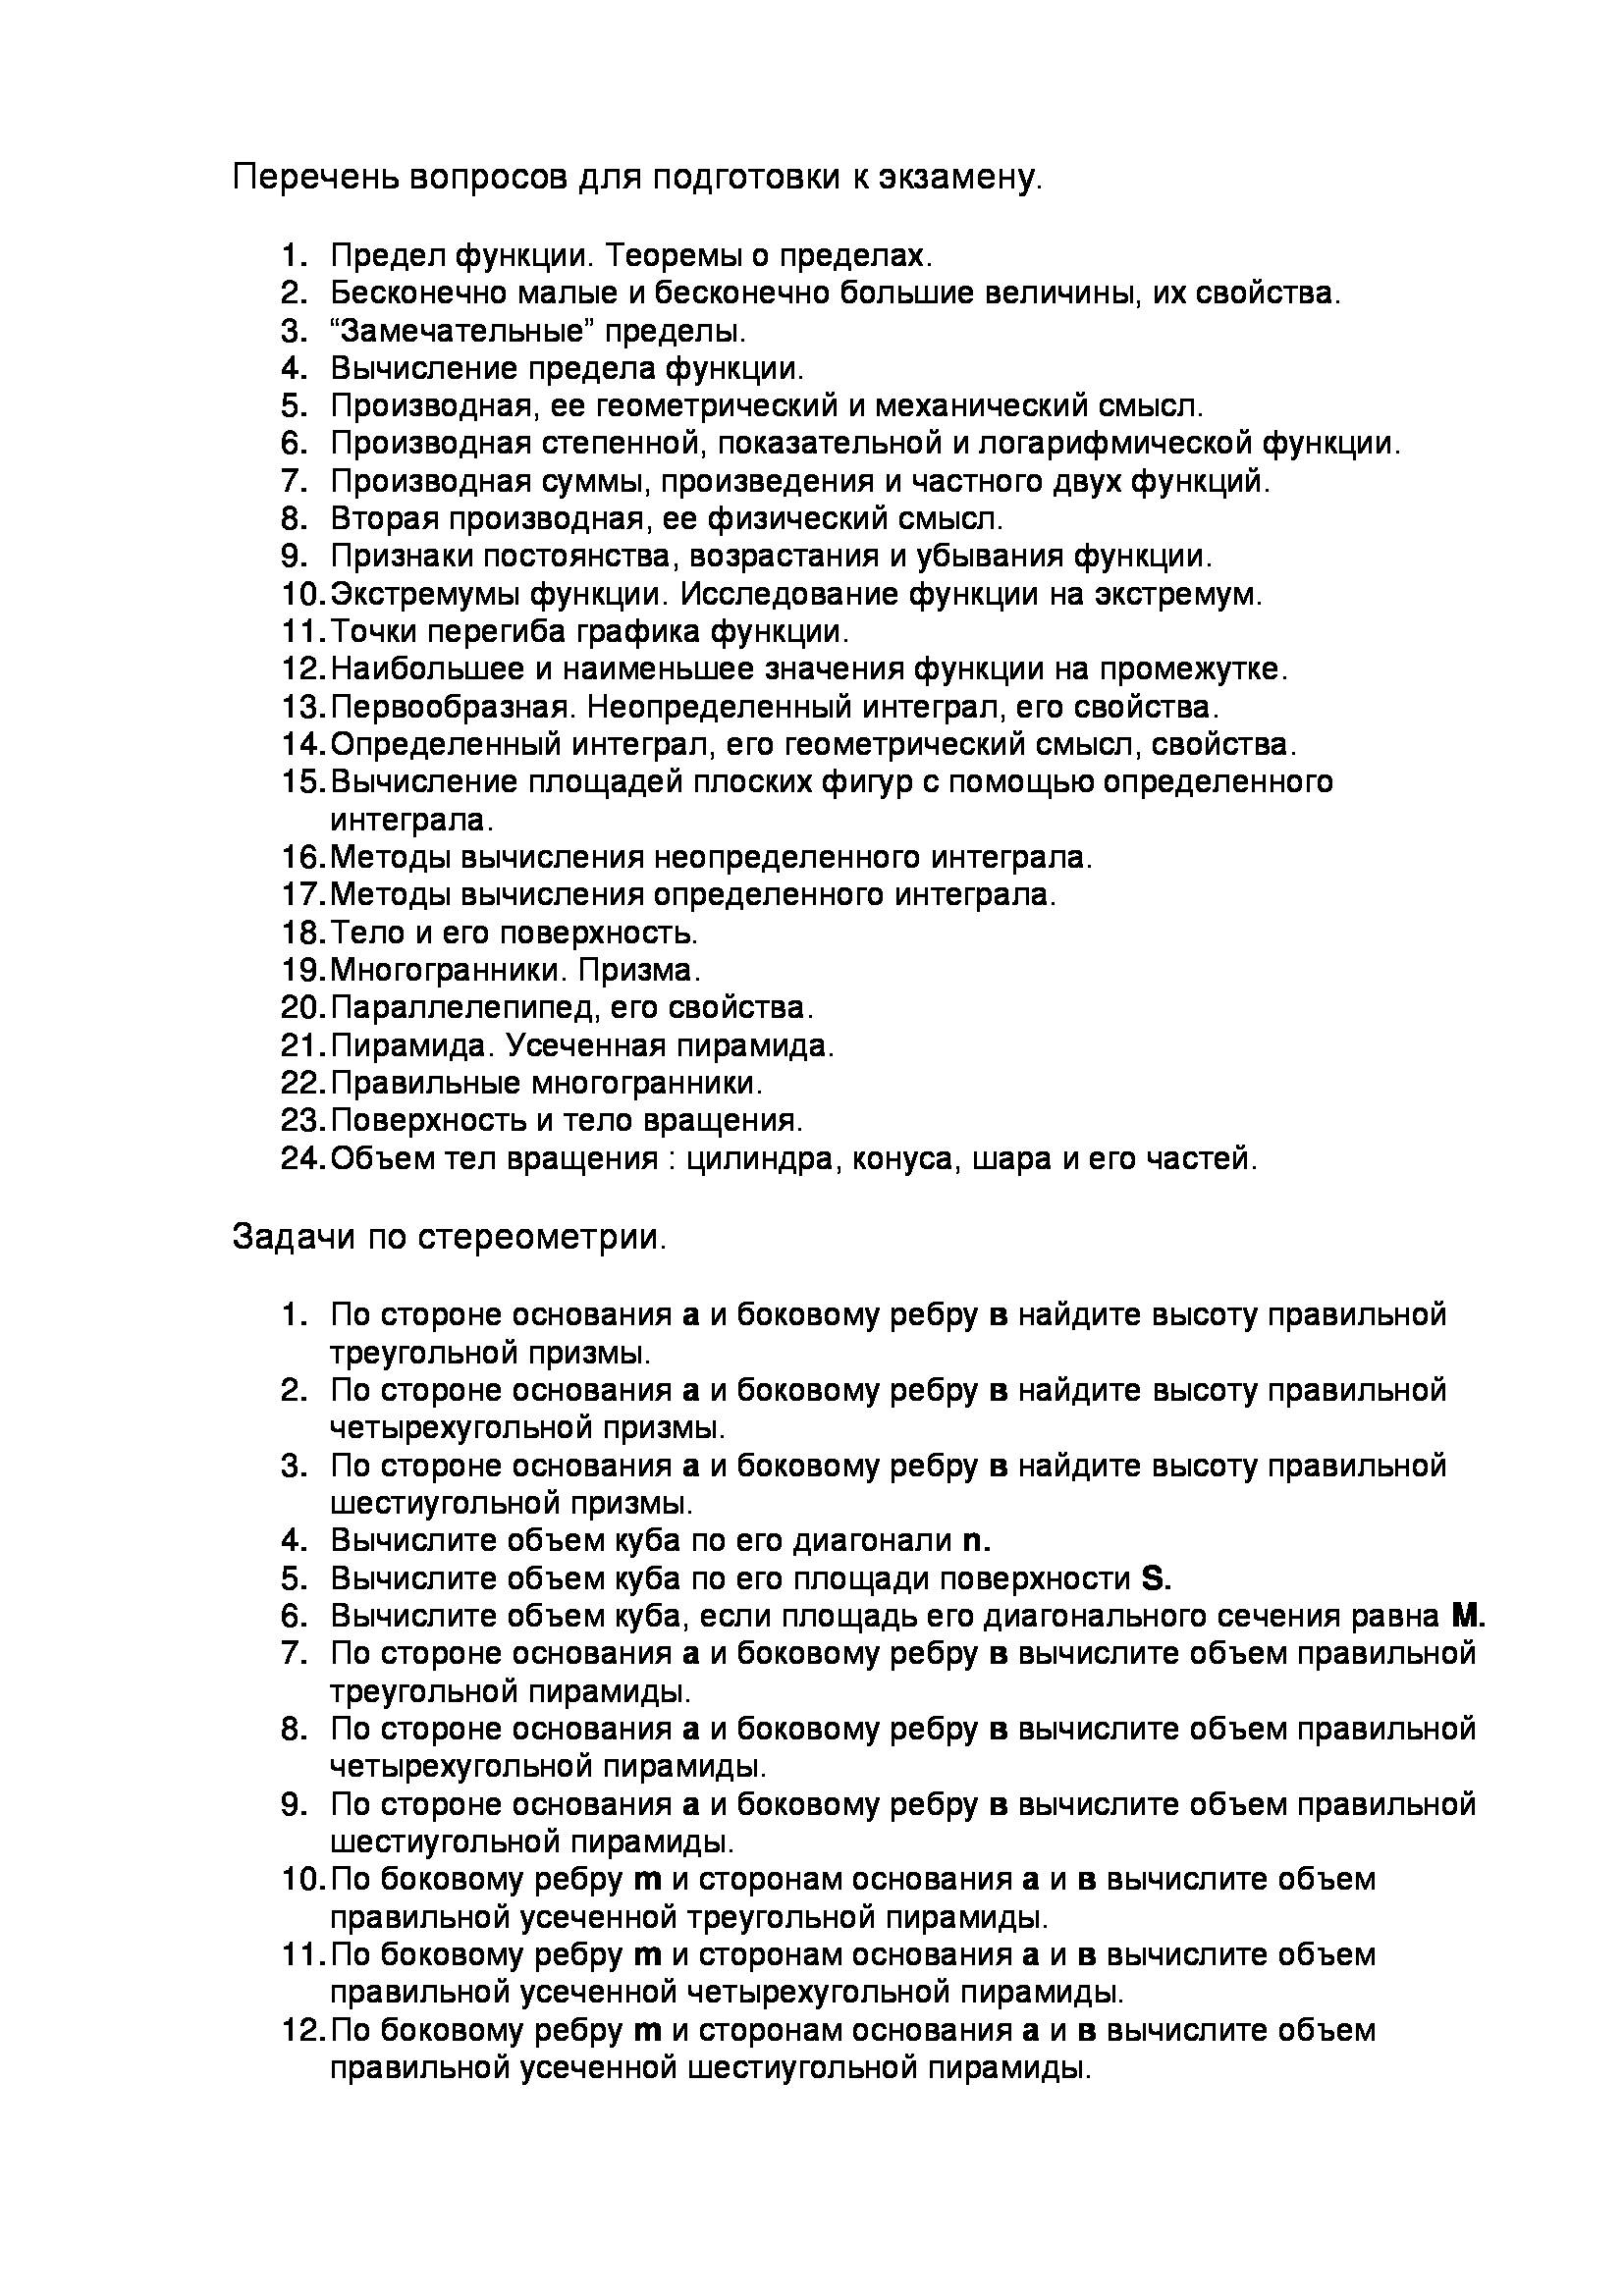 Перечень вопросов для подготовки к экзамену.
1. Предел функции. Теоремы о пределах.
2. Бесконечно малые и бесконечно большие величины, их свойства.
3. “Замечательные” пределы.
4. Вычисление предела функции.
5. Производная, ее геометрический и механический смысл.
6. Производная степенной, показательной и логарифмической функции.
7. Производная суммы, произведения и частного двух функций.
8. Вторая производная, ее физический смысл.
9. Признаки постоянства, возрастания и убывания функции.
10. Экстремумы функции. Исследование функции на экстремум.
11. Точки перегиба графика функции.
12. Наибольшее и наименьшее значения функции на промежутке.
13. Первообразная. Неопределенный интеграл, его свойства.
14. Определенный интеграл, его геометрический смысл, свойства.
15. Вычисление площадей плоских фигур с помощью определенного
интеграла.
16. Методы вычисления неопределенного интеграла.
17. Методы вычисления определенного интеграла.
18. Тело и его поверхность.
19. Многогранники. Призма.
20. Параллелепипед, его свойства.
21. Пирамида. Усеченная пирамида.
22. Правильные многогранники.
23. Поверхность и тело вращения.
24. Объем тел вращения : цилиндра, конуса, шара и его частей.
Задачи по стереометрии.
1. По стороне основания а и боковому ребру в найдите высоту правильной
треугольной призмы.
2. По стороне основания а и боковому ребру в найдите высоту правильной
четырехугольной призмы.
3. По стороне основания а и боковому ребру в найдите высоту правильной
шестиугольной призмы.
4. Вычислите объем куба по его диагонали n.
5. Вычислите объем куба по его площади поверхности S.
6. Вычислите объем куба, если площадь его диагонального сечения равна М.
7. По стороне основания а и боковому ребру в вычислите объем правильной
треугольной пирамиды.
8. По стороне основания а и боковому ребру в вычислите объем правильной
четырехугольной пирамиды.
9. По стороне основания а и боковому ребру в вычислите объем правильной
шестиугольной пирамиды.
10. По боковому ребру m и сторонам основания а и в вычислите объем
правильной усеченной треугольной пирамиды.
11. По боковому ребру m и сторонам основания а и в вычислите объем
правильной усеченной четырехугольной пирамиды.
12. По боковому ребру m и сторонам основания а и в вычислите объем
правильной усеченной шестиугольной пирамиды.